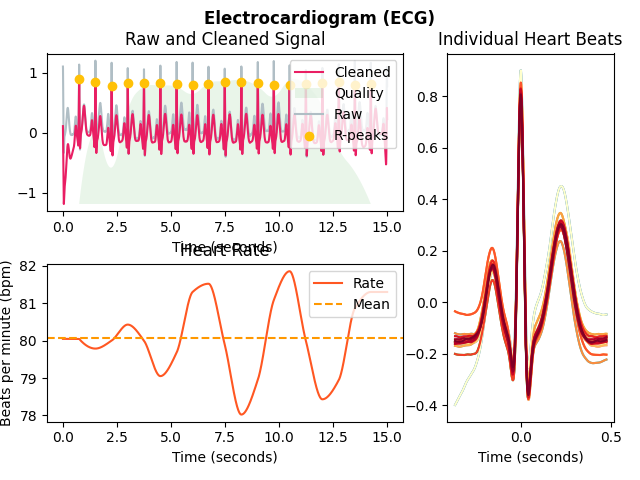 Electrocardiogram (ECG)
Raw and Cleaned Signal
Individual Heart Beats
1
0
−1
Cleaned
Quality
Raw
R-peaks
0.0 2.5 5.0 7.5 10.0 12.5 15.0
Time (seconds)
Heart Rate
Beats per minute (bpm)
82
81
80
79
78
Rate
Mean
0.0 2.5 5.0 7.5 10.0 12.5 15.0
Time (seconds)
0.8
0.6
0.4
0.2
0.0
−0.2
−0.4
0.0 0.5
Time (seconds)